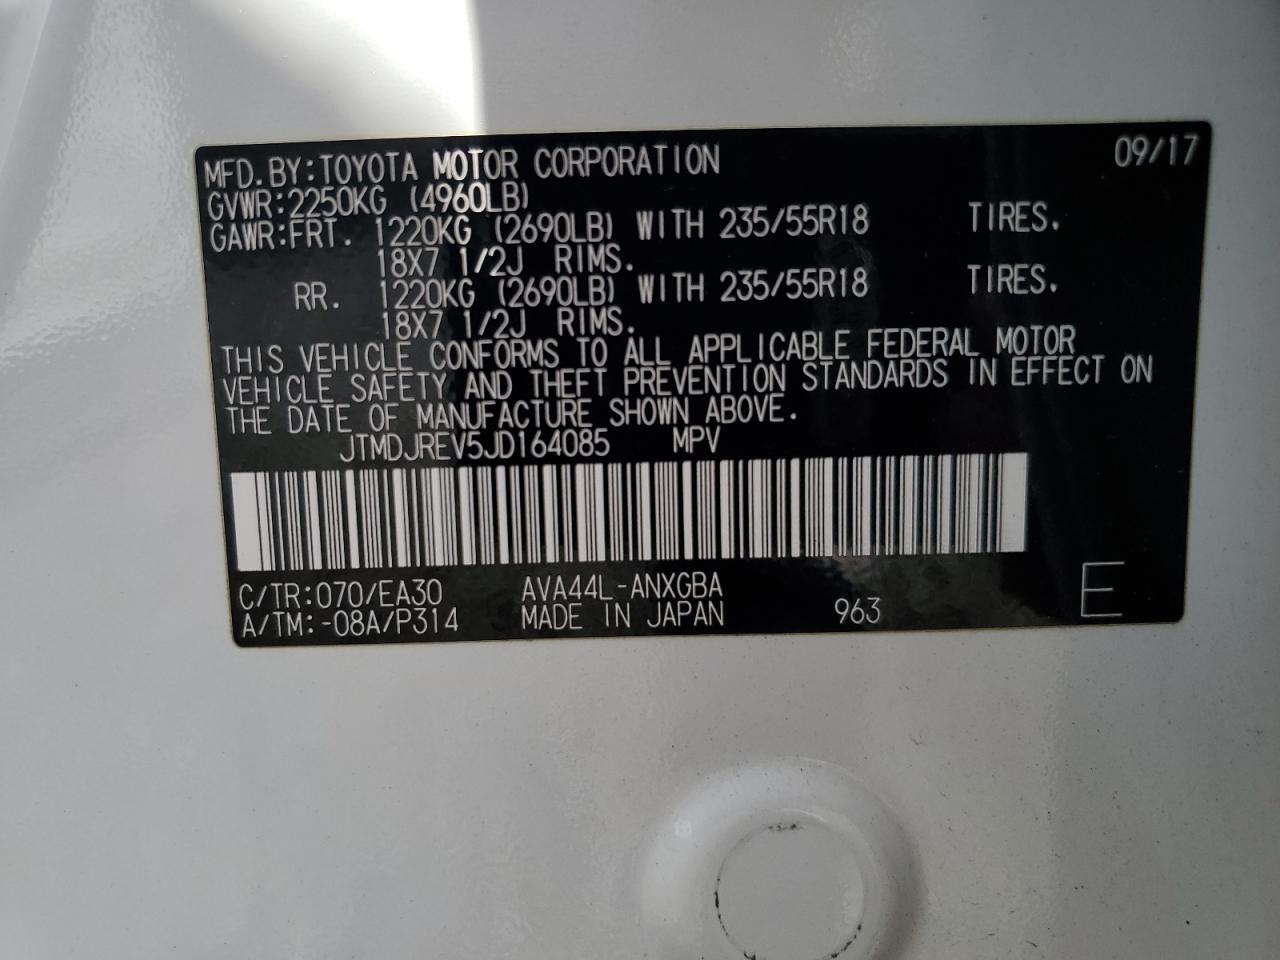 MFD.BY:TOYOTA MOTOR CORPORATION 09/17
GVWR:2250KG (4960LB)
GAWR:FRT. 1220KG (2690LB) WITH 235/55R18 TIRES.
18X7 1/2J RIMS.
RR. 1220KG (2690LB) WITH 235/55R18 TIRES.
18X7 1/2J RIMS.
THIS VEHICLE CONFORMS TO ALL APPLICABLE FEDERAL MOTOR
VEHICLE SAFETY AND THEFT PREVENTION STANDARDS IN EFFECT ON
THE DATE OF MANUFACTURE SHOWN ABOVE.
JTMDJREV5JD164085 MPV
C/TR:070/EA30 AVA44L-ANXGBA
A/TM:-08A/P314 MADE IN JAPAN 963 E